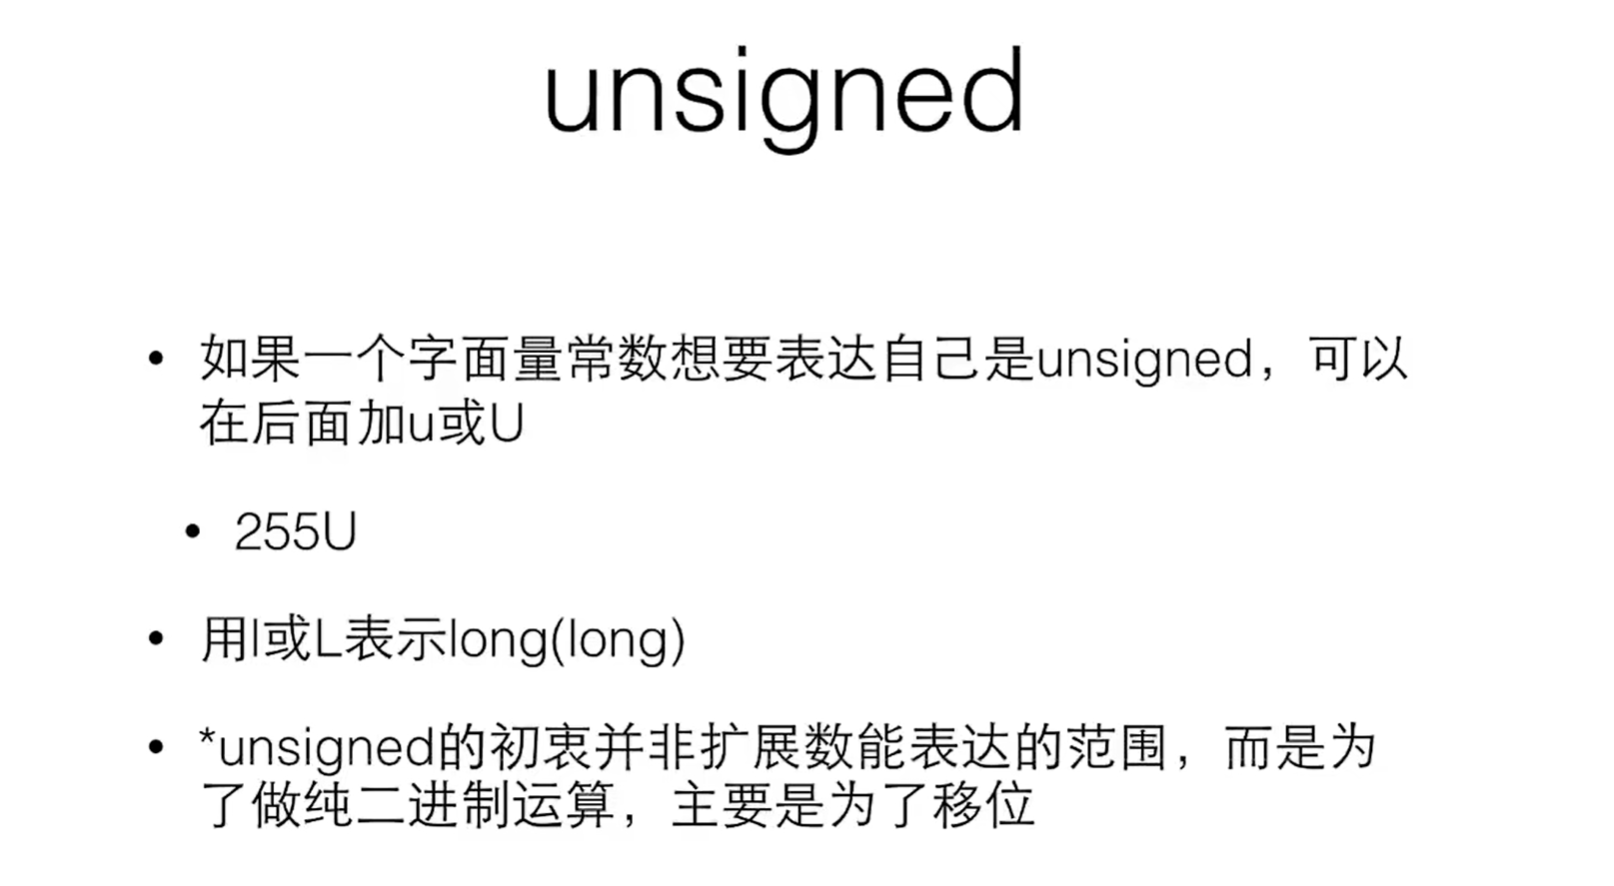 unsigned
• 如果一个字面量常数想要表达自己是unsigned，可以
在后面加u或U
• 255U
• 用l或L表示long(long)
• *unsigned的初衷并非扩展数能表达的范围，而是为
了做纯二进制运算，主要是为了移位